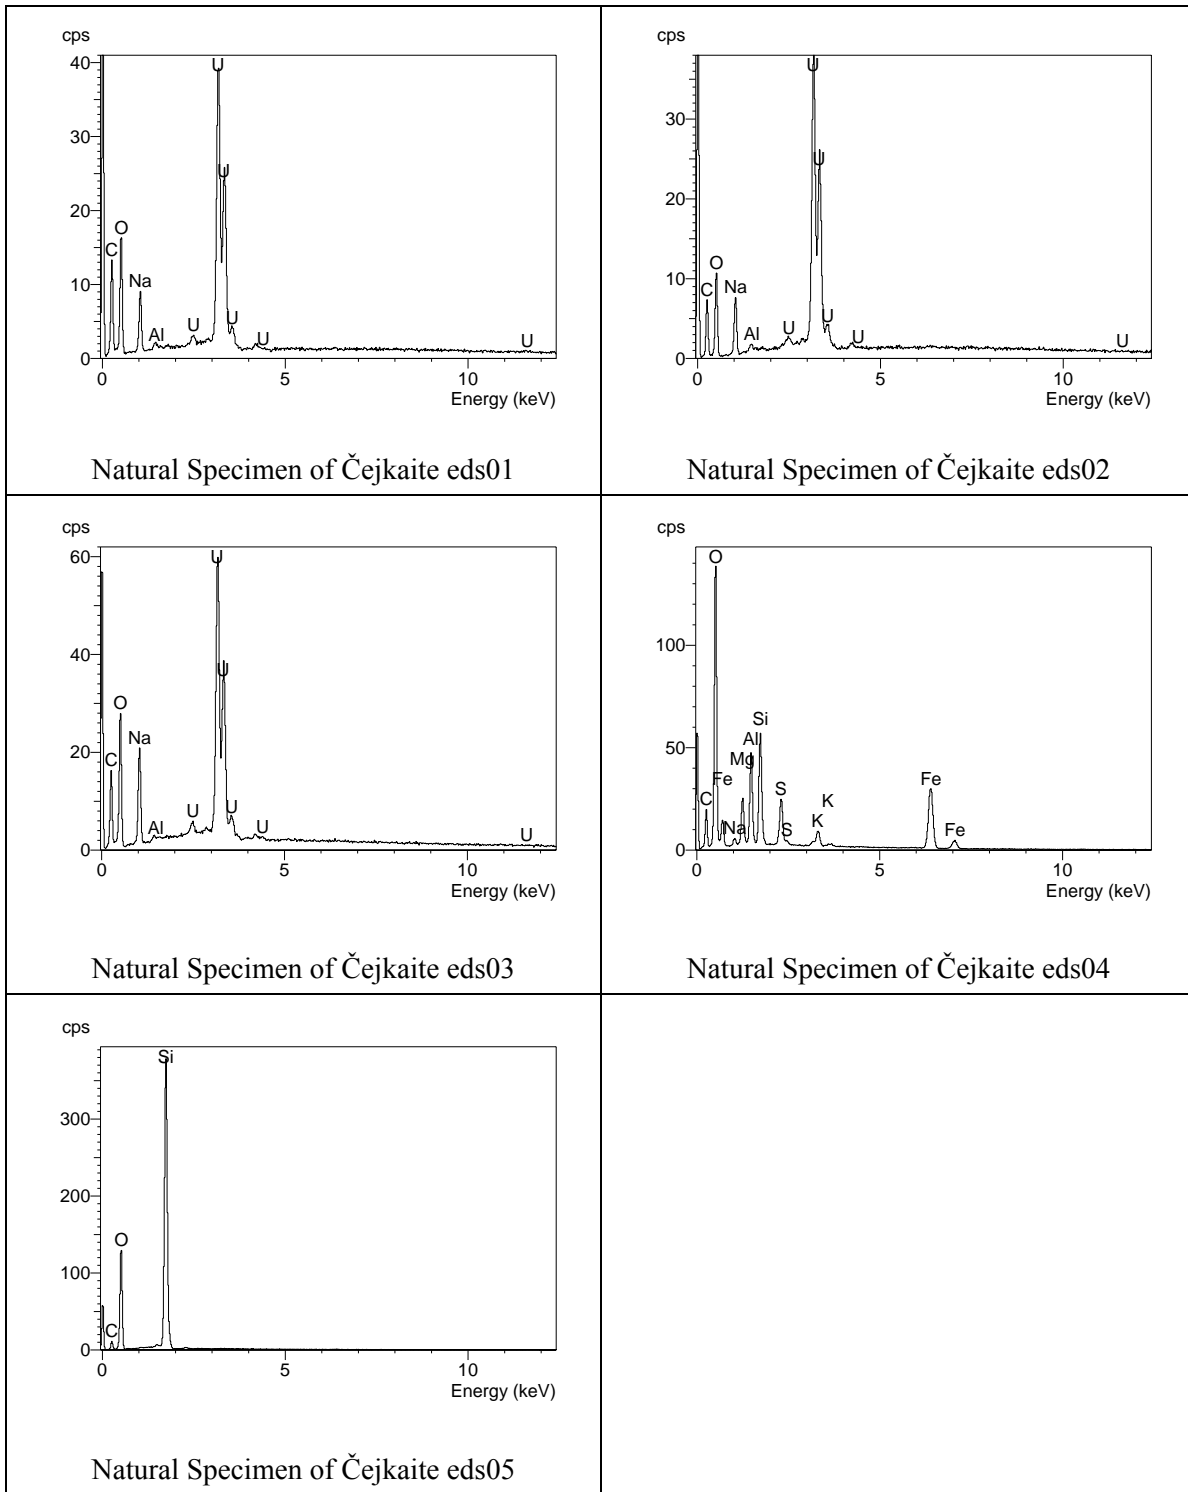 cps
40
30
20
10
0
U
U
O
C
Na
Al
U
U
U
U
0
5
10
Energy (keV)
Natural Specimen of Čejkaite eds01
cps
30
20
10
0
U
U
O
C
Na
Al
U
U
U
U
0
5
10
Energy (keV)
Natural Specimen of Čejkaite eds02
cps
60
40
20
0
U
U
O
Na
C
Al
U
U
U
U
0
5
10
Energy (keV)
Natural Specimen of Čejkaite eds03
cps
100
50
0
O
Si
Al
Mg
Fe
C
Na
S
S
K
K
Fe
Fe
0
5
10
Energy (keV)
Natural Specimen of Čejkaite eds04
cps
300
200
100
0
Si
O
C
0
5
10
Energy (keV)
Natural Specimen of Čejkaite eds05